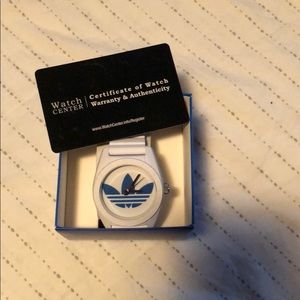 Watch
CENTER
Certificate of Watch
Warranty & Authenticity
www.WatchCenter.info/Register